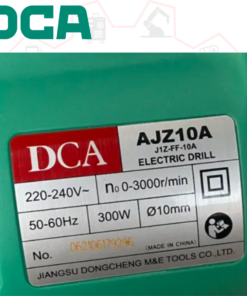 DCA
AJZ10A
J1Z-FF-10A
ELECTRIC DRILL
DCA
220-240V~
n₀ 0-3000r/min
50-60Hz
300W
Ø10mm
No.
(MADE IN CHINA)
JIANGSU DONGCHENG M&E TOOLS CO., LTD.